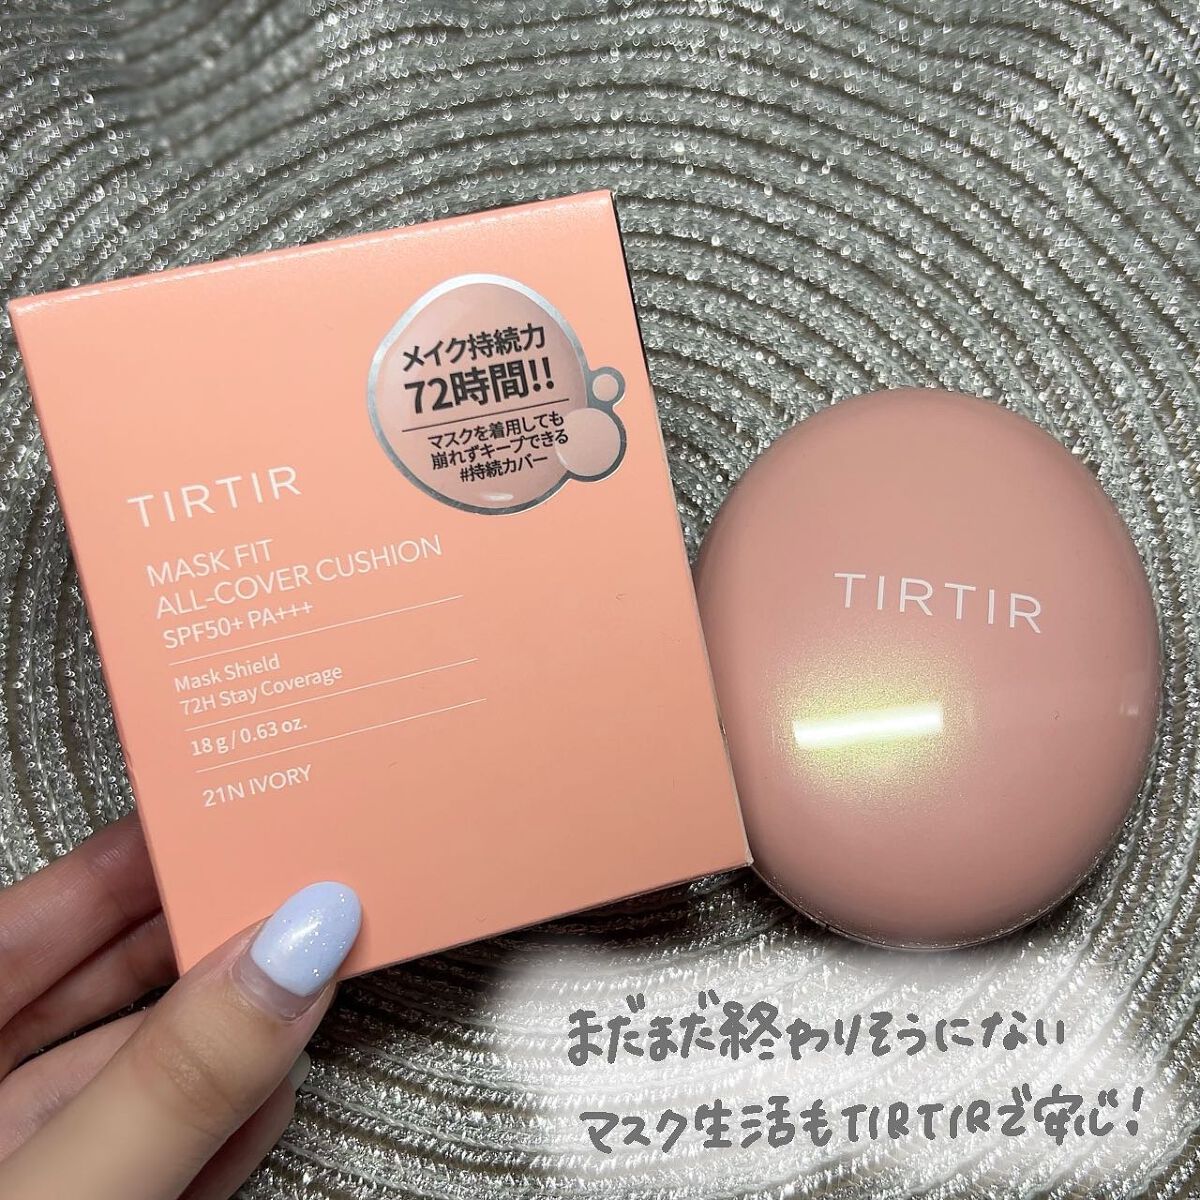 メイク持続力
72時間!!
マスクを着用しても
崩れずキープできる
#持続カバー
TIRTIR
MASK FIT
ALL-COVER CUSHION
SPF50+ PA+++
Mask Shield
72H Stay Coverage
18 g / 0.63 oz.
21N IVORY
TIRTIR
まだまだ終わりそうにない
マスク生活もTIRTIRで安心!